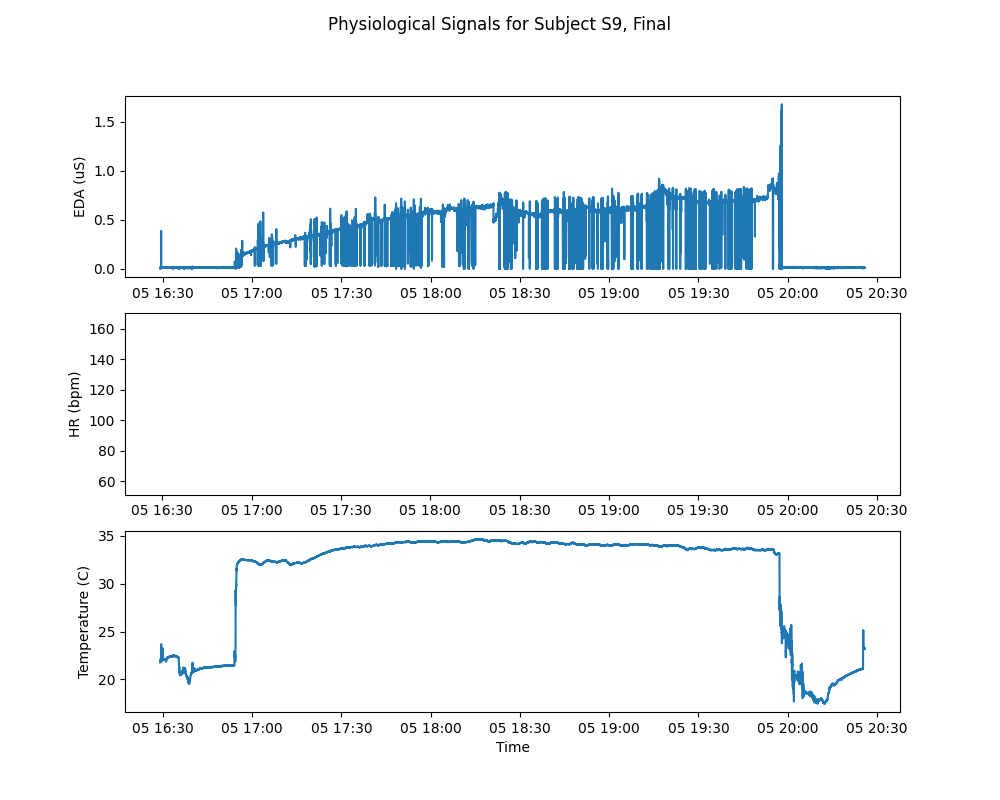 Physiological Signals for Subject S9, Final
EDA (uS)
1.5
1.0
0.5
0.0
05 16:30 05 17:00 05 17:30 05 18:00 05 18:30 05 19:00 05 19:30 05 20:00 05 20:30
HR (bpm)
160
140
120
100
80
60
05 16:30 05 17:00 05 17:30 05 18:00 05 18:30 05 19:00 05 19:30 05 20:00 05 20:30
Temperature (C)
35
30
25
20
05 16:30 05 17:00 05 17:30 05 18:00 05 18:30 05 19:00 05 19:30 05 20:00 05 20:30
Time